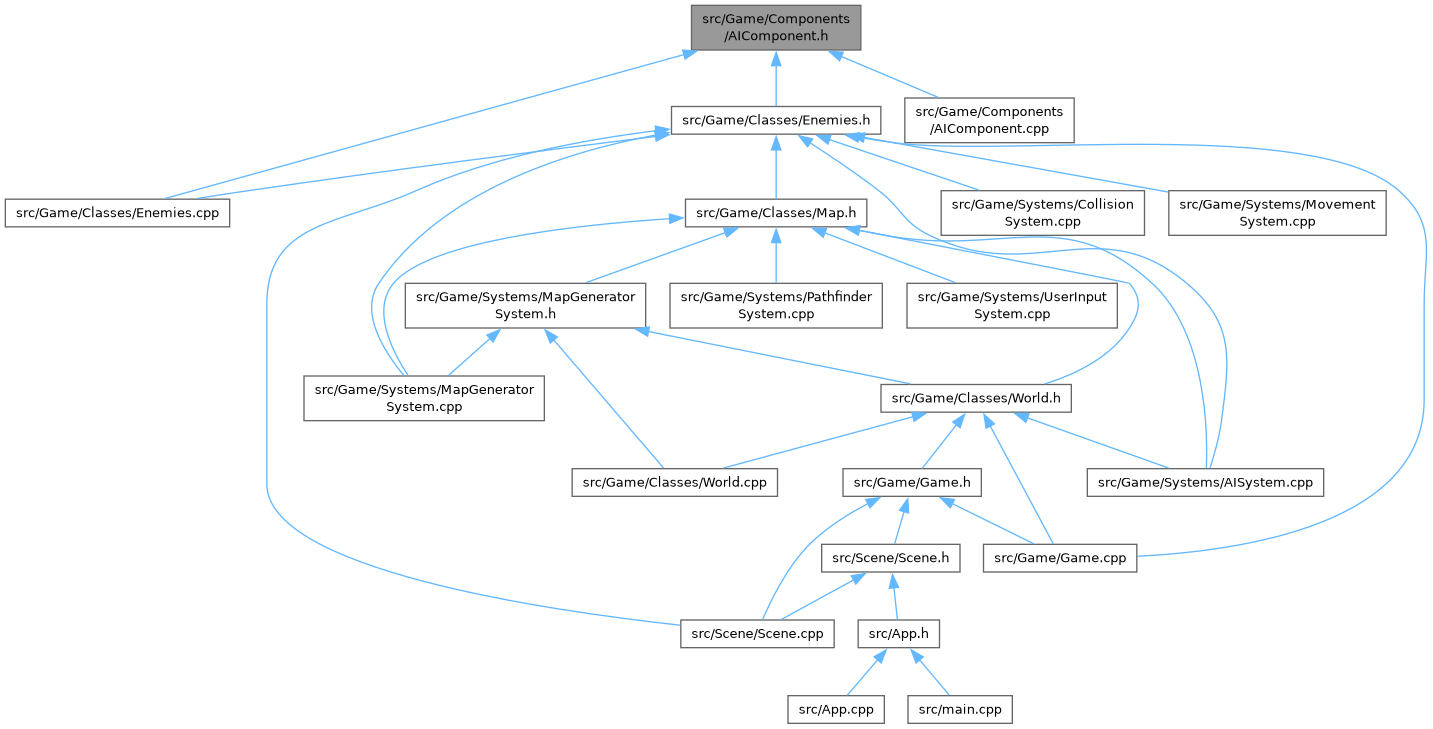 src/Game/Components
/AIComponent.h
src/Game/Classes/Enemies.h
src/Game/Components
/AIComponent.cpp
src/Game/Classes/Enemies.cpp
src/Game/Classes/Map.h
src/Game/Systems/Collision
System.cpp
src/Game/Systems/Movement
System.cpp
src/Game/Systems/MapGenerator
System.h
src/Game/Systems/Pathfinder
System.cpp
src/Game/Systems/UserInput
System.cpp
src/Game/Systems/MapGenerator
System.cpp
src/Game/Classes/World.h
src/Game/Classes/World.cpp
src/Game/Game.h
src/Game/Systems/AISystem.cpp
src/Scene/Scene.h
src/Game/Game.cpp
src/Scene/Scene.cpp
src/App.h
src/App.cpp
src/main.cpp